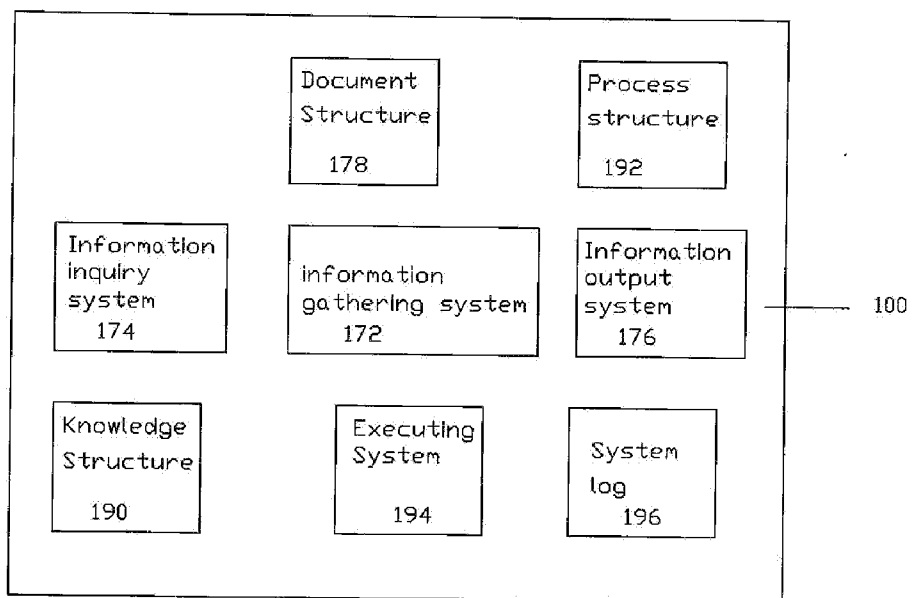 Document
Structure
178
Process
structure
192
Information
inquiry
system
174
information
gathering system
172
Information
output
system
176
100
Knowledge
Structure
190
Executing
System
194
System
log
196